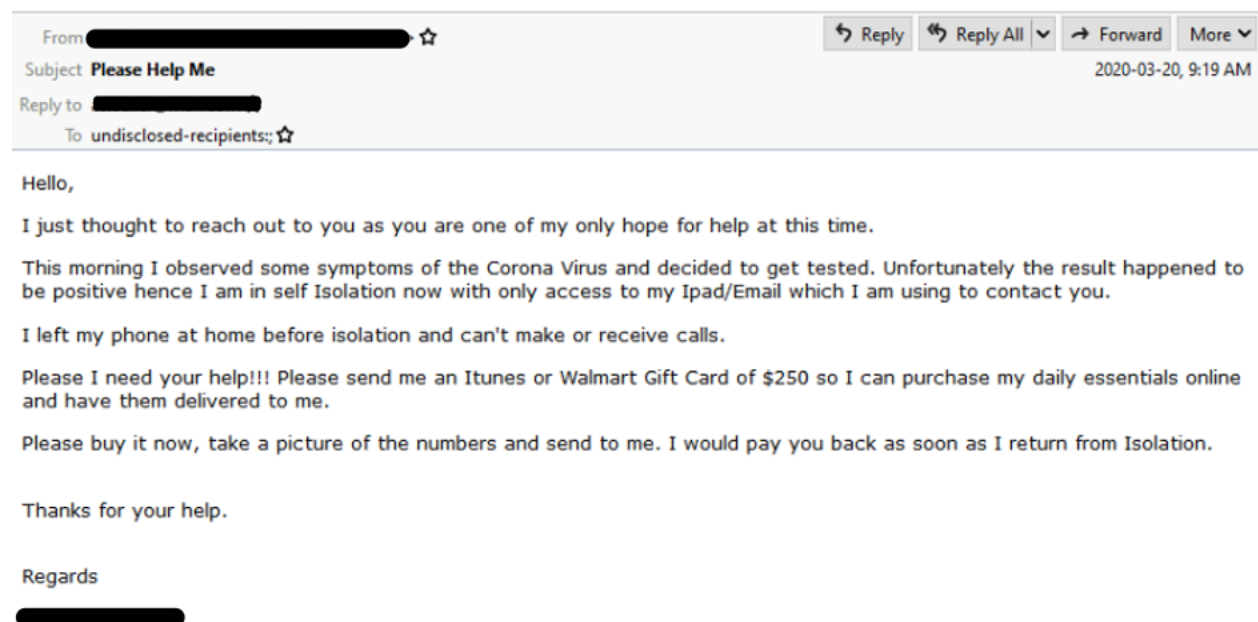 From
Reply Reply All Forward More
Subject Please Help Me
2020-03-20, 9:19 AM
Reply to
To undisclosed-recipients:;
Hello,
I just thought to reach out to you as you are one of my only hope for help at this time.
This morning I observed some symptoms of the Corona Virus and decided to get tested. Unfortunately the result happened to
be positive hence I am in self Isolation now with only access to my Ipad/Email which I am using to contact you.
I left my phone at home before isolation and can't make or receive calls.
Please I need your help!!! Please send me an Itunes or Walmart Gift Card of $250 so I can purchase my daily essentials online
and have them delivered to me.
Please buy it now, take a picture of the numbers and send to me. I would pay you back as soon as I return from Isolation.
Thanks for your help.
Regards